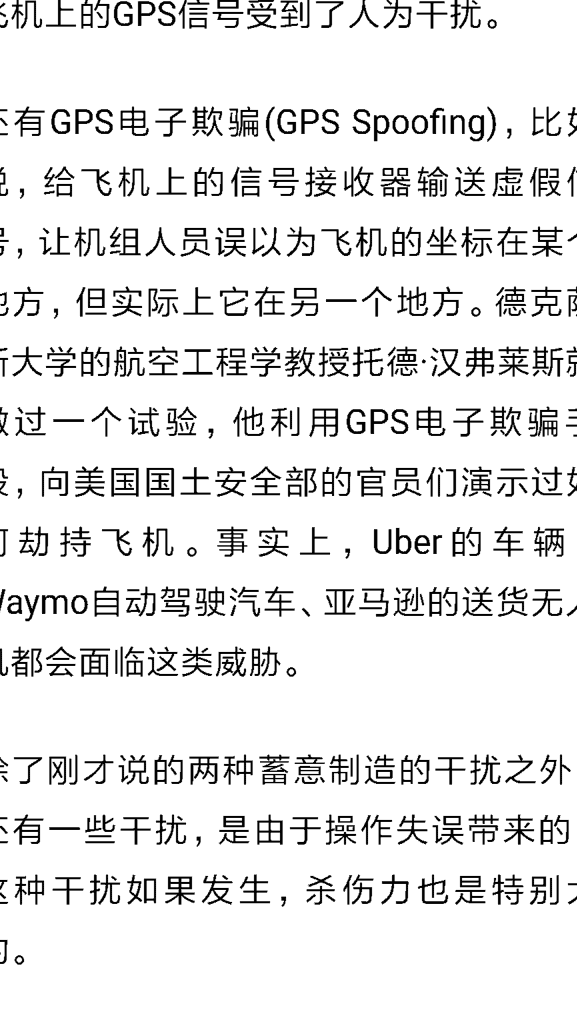 飞机上的GPS信号受到了人为干扰。
还有GPS电子欺骗(GPS Spoofing)，比如
说，给飞机上的信号接收器输送虚假信
号，让机组人员误以为飞机的坐标在某个
地方，但实际上它在另一个地方。德克萨
斯大学的航空工程学教授托德·汉弗莱斯就
做过一个试验，他利用GPS电子欺骗手
段，向美国国土安全部的官员们演示过如
何劫持飞机。事实上，Uber的车辆
Waymo自动驾驶汽车、亚马逊的送货无人
机都会面临这类威胁。
除了刚才说的两种蓄意制造的干扰之外
还有一些干扰，是由于操作失误带来的
这种干扰如果发生，杀伤力也是特别大
的。